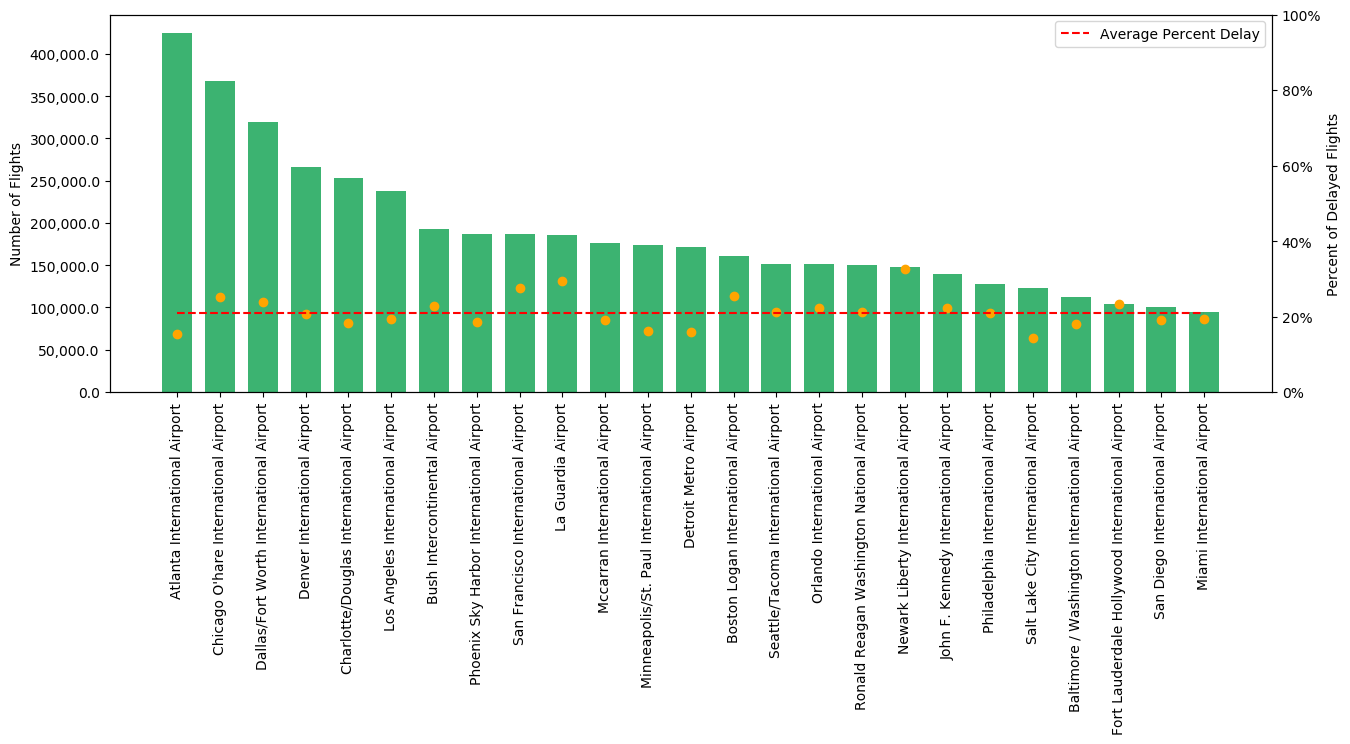 Number of Flights
400,000.0
350,000.0
300,000.0
250,000.0
200,000.0
150,000.0
100,000.0
50,000.0
0.0
Average Percent Delay
100%
80%
60%
40%
20%
0%
Percent of Delayed Flights
Atlanta International Airport
Chicago O'hare International Airport
Dallas/Fort Worth International Airport
Denver International Airport
Charlotte/Douglas International Airport
Los Angeles International Airport
Bush Intercontinental Airport
Phoenix Sky Harbor International Airport
San Francisco International Airport
La Guardia Airport
Mccarran International Airport
Minneapolis/St. Paul International Airport
Detroit Metro Airport
Boston Logan International Airport
Seattle/Tacoma International Airport
Orlando International Airport
Ronald Reagan Washington National Airport
Newark Liberty International Airport
John F. Kennedy International Airport
Philadelphia International Airport
Salt Lake City International Airport
Baltimore / Washington International Airport
Fort Lauderdale Hollywood International Airport
San Diego International Airport
Miami International Airport